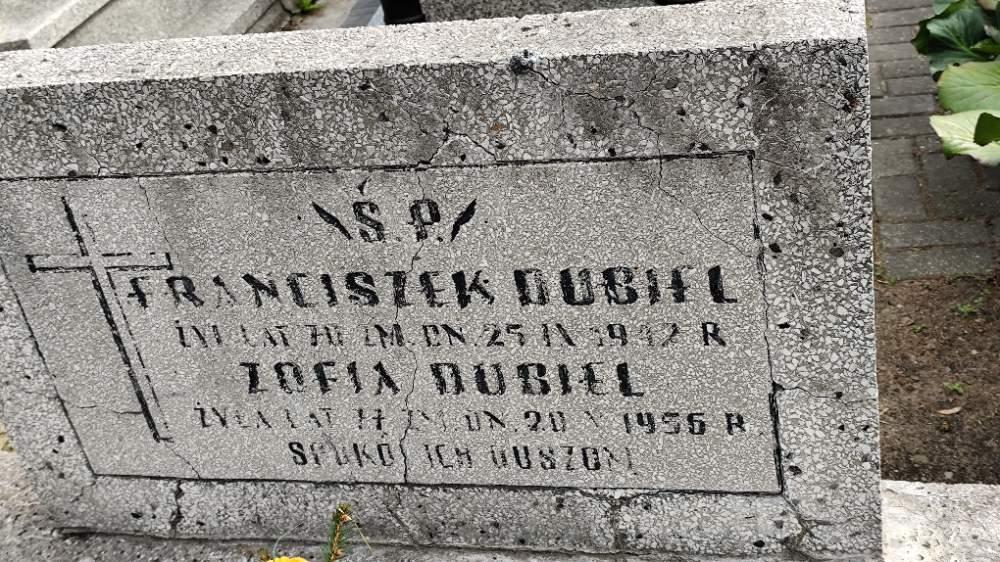 Ś. P.
FRANCISZEK DUBIEL
ŻYŁ LAT 70 ZM. DN. 25 IX 1942 R
ZOFIA DUBIEL
ŻYŁA LAT 77 ZM. DN. 20 1956 R
SPOKÓJ ICH DUSZOM